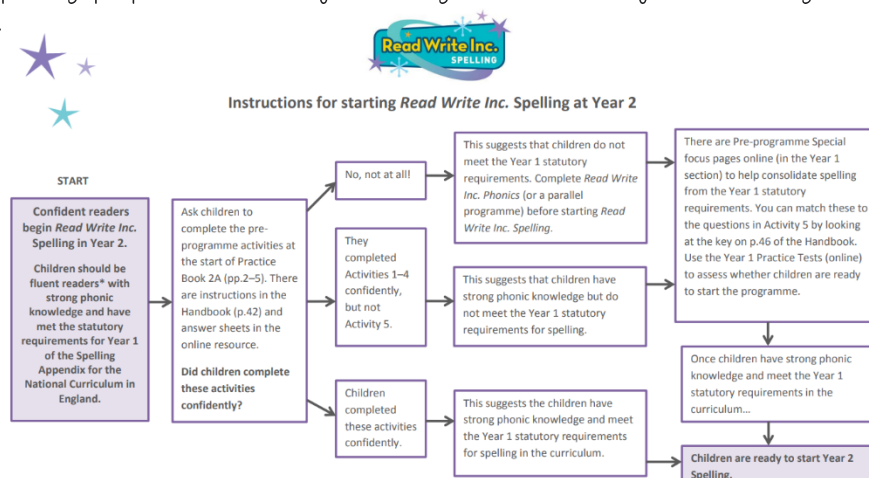 Read Write Inc.
SPELLING
Instructions for starting Read Write Inc. Spelling at Year 2
START
Confident readers
begin Read Write Inc.
Spelling in Year 2.
Children should be
fluent readers* with
strong phonic
knowledge and have
met the statutory
requirements for Year 1
of the Spelling
Appendix for the
National Curriculum in
England.
Ask children to
complete the pre-
programme activities at
the start of Practice
Book 2A (pp.2–5). There
are instructions in the
Handbook (p.42) and
answer sheets in the
online resource.
Did children complete
these activities
confidently?
No, not at all!
They
completed
Activities 1–4
confidently,
but not
Activity 5.
Children
completed
these activities
confidently.
This suggests that children do not
meet the Year 1 statutory
requirements. Complete Read Write
Inc. Phonics (or a parallel
programme) before starting Read
Write Inc. Spelling.
This suggests that children have
strong phonic knowledge but do
not meet the Year 1 statutory
requirements for spelling.
This suggests the children have
strong phonic knowledge and meet
the Year 1 statutory requirements
for spelling in the curriculum.
There are Pre-programme Special
focus pages online (in the Year 1
section) to help consolidate spelling
from the Year 1 statutory
requirements. You can match these to
the questions in Activity 5 by looking
at the key on p.46 of the Handbook.
Use the Year 1 Practice Tests (online)
to assess whether children are ready
to start the programme.
Once children have strong phonic
knowledge and meet the Year 1
statutory requirements in the
curriculum...
Children are ready to start Year 2
Spelling.